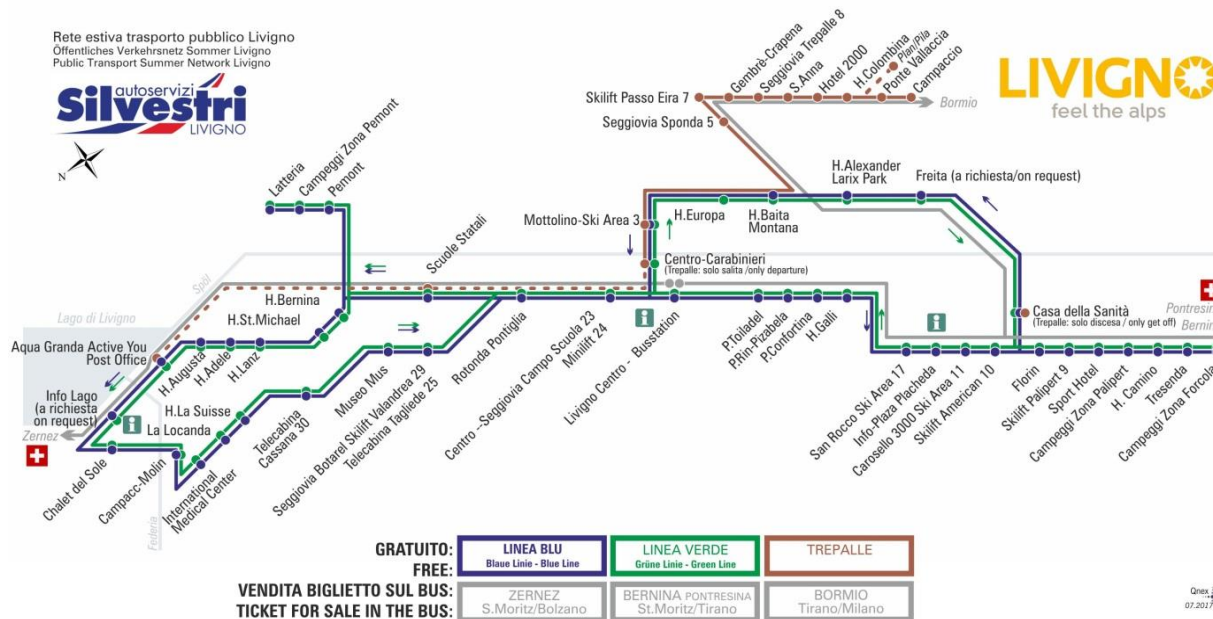 Rete estiva trasporto pubblico Livigno
Öffentliches Verkehrsnetz Sommer Livigno
Public Transport Summer Network Livigno
autoservizi
Silvestri
LIVIGNO
N
LIVIGNO
feel the alps
Skilift Passo Eira 7
Gembrè-Crapena
Seggiovia Trepalle 8
S.Anna
Hotel 2000
H.Colombina
Plan/Pila
Ponte Vallaccia
Campaccio
Bormio
Seggiovia Sponda 5
Latteria
Campeggi Zona Pemont
Pemont
Scuole Statali
Mottolino-Ski Area 3
H.Europa
H.Baita
Montana
H.Alexander
Larix Park
Freita (a richiesta/on request)
Centro-Carabinieri
(Trepalle: solo salita /only departure)
Spöl
Lago di Livigno
H.Bernina
H.St.Michael
Aqua Granda Active You
Post Office
H.Augusta
H.Adele
H.Lanz
Info Lago
(a richiesta
on request)
Zernez
i
H.La Suisse
La Locanda
Chalet del Sole
Campacc-Molin
International
Medical Center
Federia
Telecabina
Cassana 30
Museo Mus
Seggiovia Botarel Skilift Valandrea 29
Telecabina Tagliede 25
Rotonda Pontiglia
Centro --Seggiovia Campo Scuola 23
Minilift 24
i
Livigno Centro - Busstation
P.Toiladel
P.Rin-Pizabela
P.Confortina
H.Galli
i
Casa della Sanità
(Trepalle: solo discesa / only get off)
Pontresin
Bernin
San Rocco Ski Area 17
Info-Plaza Placheda
Carosello 3000 Ski Area 11
Skilift American 10
Florin
Skilift Palipert 9
Sport Hotel
Campeggi Zona Palipert
H. Camino
Tresenda
Campeggi Zona Forcola
GRATUITO:
FREE:
LINEA BLU
Blaue Linie - Blue Line
LINEA VERDE
Grüne Linie - Green Line
TREPALLE
VENDITA BIGLIETTO SUL BUS:
TICKET FOR SALE IN THE BUS:
ZERNEZ
S.Moritz/Bolzano
BERNINA PONTRESINA
St.Moritz/Tirano
BORMIO
Tirano/Milano
Qnex
07.2017